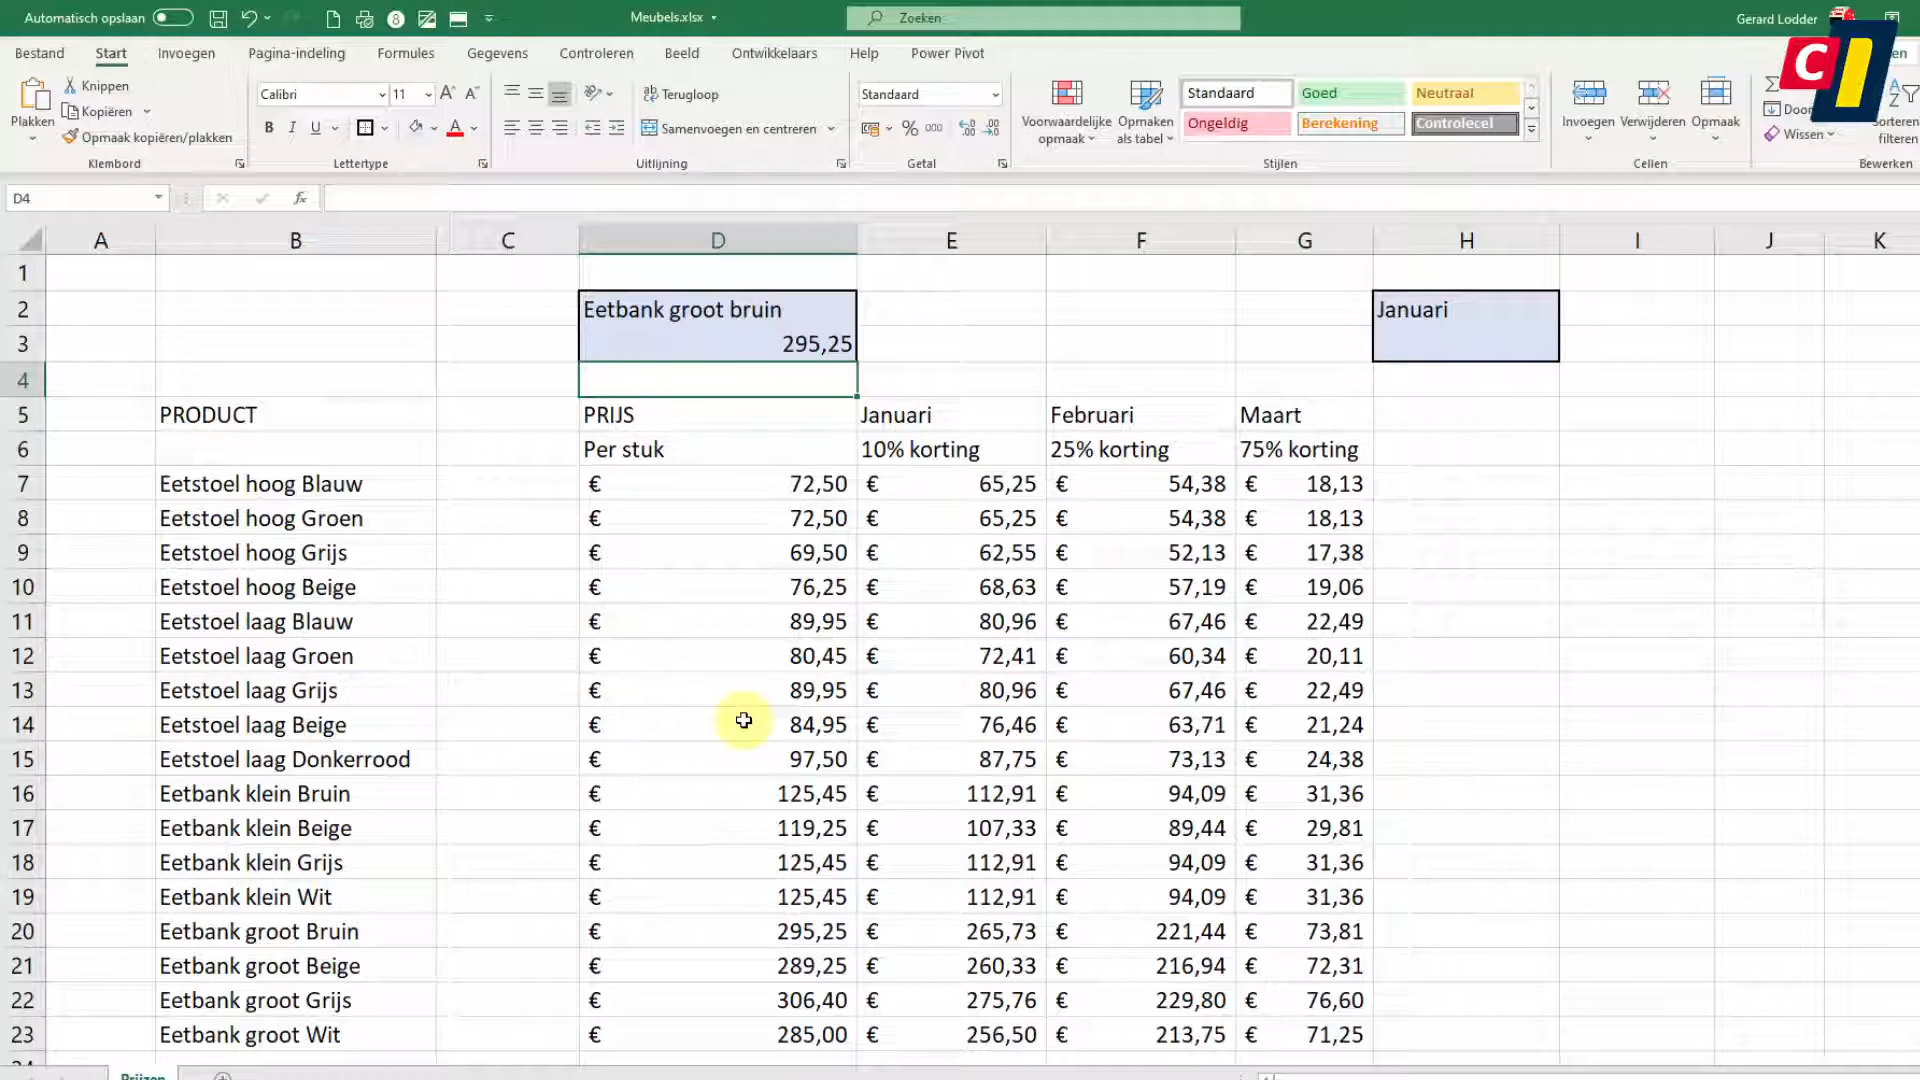 Automatisch opslaan
Meubels.xlsx
Zoeken
Gerard Lodder
Bestand Start Invoegen Pagina-indeling Formules Gegevens Controleren Beeld Ontwikkelaars Help Power Pivot
Plakken
Knippen
Kopiëren
Opmaak kopiëren/plakken
Klembord
Calibri 11
B I U
Lettertype
Terugloop
Samenvoegen en centreren
Uitlijning
Standaard
Getal
Voorwaardelijke opmaak
Opmaken als tabel
Standaard Goed Neutraal
Ongeldig Berekening Controlecel
Stijlen
Invoegen Verwijderen Opmaak
Cellen
Wissen
filteren
Bewerken
C
D4
fx
A B C D E F G H I J K
1
2 Eetbank groot bruin Januari
3 295,25
4
5 PRODUCT PRIJS Januari Februari Maart
6 Per stuk 10% korting 25% korting 75% korting
7 Eetstoel hoog Blauw € 72,50 € 65,25 € 54,38 € 18,13
8 Eetstoel hoog Groen € 72,50 € 65,25 € 54,38 € 18,13
9 Eetstoel hoog Grijs € 69,50 € 62,55 € 52,13 € 17,38
10 Eetstoel hoog Beige € 76,25 € 68,63 € 57,19 € 19,06
11 Eetstoel laag Blauw € 89,95 € 80,96 € 67,46 € 22,49
12 Eetstoel laag Groen € 80,45 € 72,41 € 60,34 € 20,11
13 Eetstoel laag Grijs € 89,95 € 80,96 € 67,46 € 22,49
14 Eetstoel laag Beige € 84,95 € 76,46 € 63,71 € 21,24
15 Eetstoel laag Donkerrood € 97,50 € 87,75 € 73,13 € 24,38
16 Eetbank klein Bruin € 125,45 € 112,91 € 94,09 € 31,36
17 Eetbank klein Beige € 119,25 € 107,33 € 89,44 € 29,81
18 Eetbank klein Grijs € 125,45 € 112,91 € 94,09 € 31,36
19 Eetbank klein Wit € 125,45 € 112,91 € 94,09 € 31,36
20 Eetbank groot Bruin € 295,25 € 265,73 € 221,44 € 73,81
21 Eetbank groot Beige € 289,25 € 260,33 € 216,94 € 72,31
22 Eetbank groot Grijs € 306,40 € 275,76 € 229,80 € 76,60
23 Eetbank groot Wit € 285,00 € 256,50 € 213,75 € 71,25
Prijzen